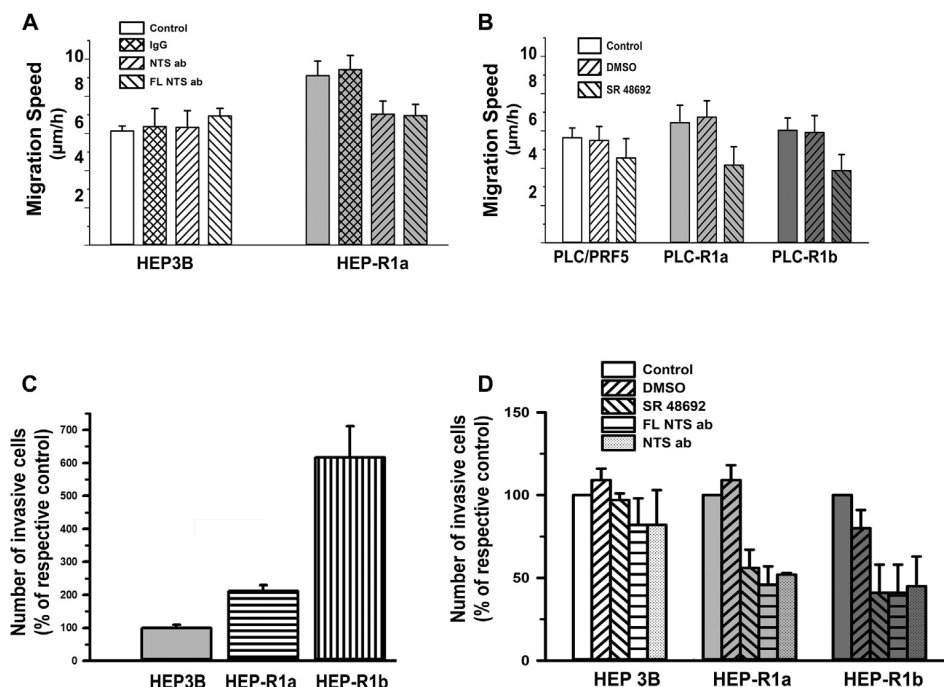 A
Control
IgG
NTS ab
FL NTS ab
Migration Speed
(µm/h)
10
8
6
4
2
HEP3B
HEP-R1a
B
Control
DMSO
SR 48692
Migration Speed
(µm/h)
10
8
6
4
2
PLC/PRF5
PLC-R1a
PLC-R1b
C
Number of invasive cells
(% of respective control)
700
600
500
400
300
200
100
0
HEP3B
HEP-R1a
HEP-R1b
D
Control
DMSO
SR 48692
FL NTS ab
NTS ab
Number of invasive cells
(% of respective control)
150
100
50
0
HEP 3B
HEP-R1a
HEP-R1b